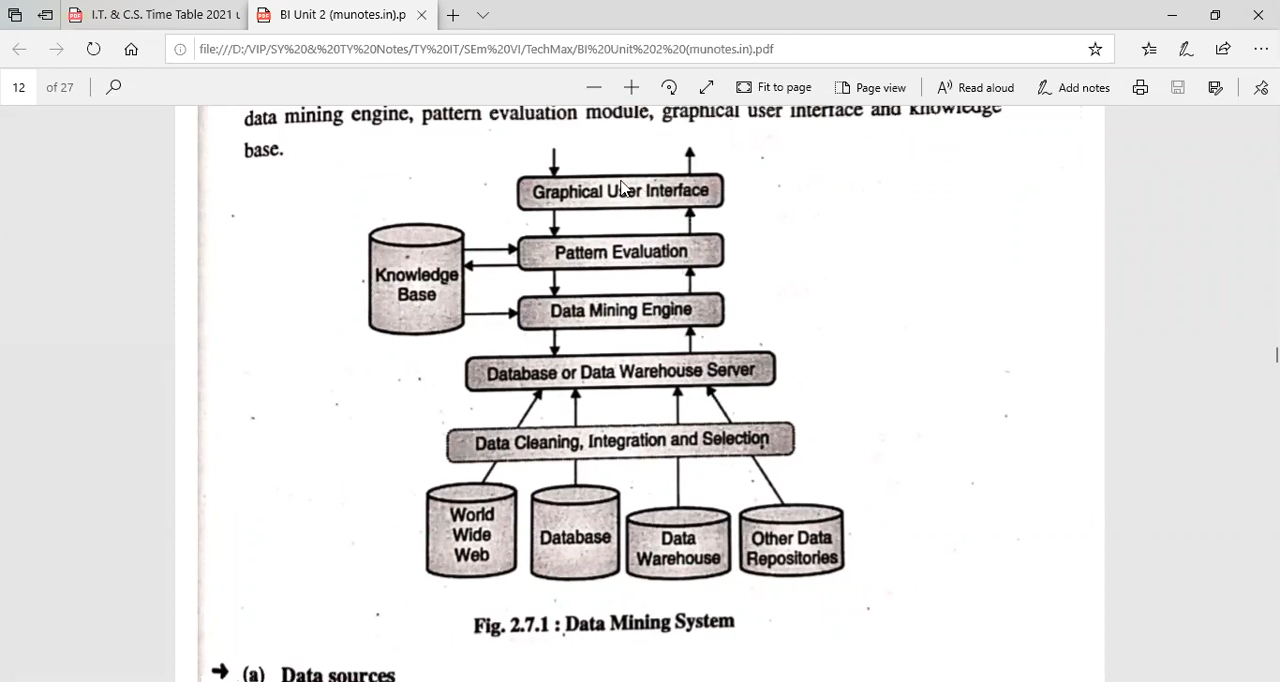 I.T. & C.S. Time Table 2021 u
BI Unit 2 (munotes.in).p
file:///D:/VIP/SY%20&%20TY%20Notes/TY%20IT/SEm%20VI/TechMax/BI%20Unit%202%20(munotes.in).pdf
12 of 27
Fit to page
Page view
Read aloud
Add notes
data mining engine, pattern evaluation module, graphical user interface and knowledge
base.
Graphical User Interface
Pattern Evaluation
Knowledge
Base
Data Mining Engine
Database or Data Warehouse Server
Data Cleaning, Integration and Selection
World
Wide
Web
Database
Data
Warehouse
Other Data
Repositories
Fig. 2.7.1 : Data Mining System
(a) Data sources